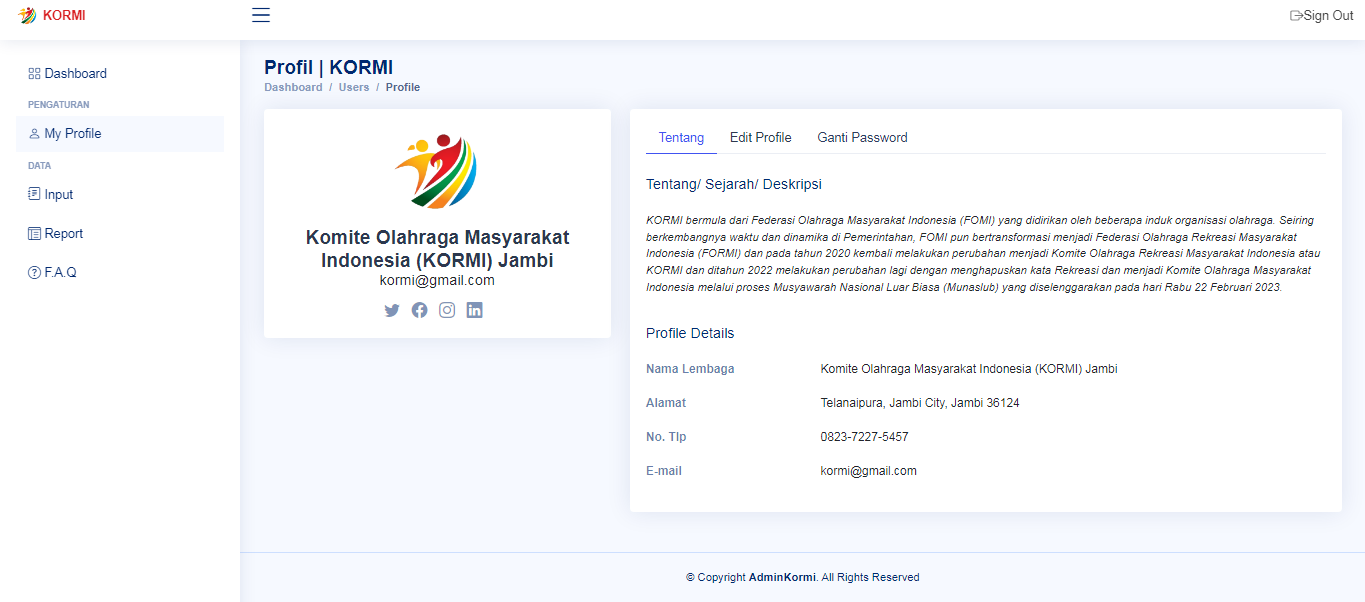 KORMI
Sign Out
Dashboard
PENGATURAN
My Profile
DATA
Input
Report
F.A.Q
Profil | KORMI
Dashboard / Users / Profile
Komite Olahraga Masyarakat
Indonesia (KORMI) Jambi
kormi@gmail.com
Tentang Edit Profile Ganti Password
Tentang/ Sejarah/ Deskripsi
KORMI bermula dari Federasi Olahraga Masyarakat Indonesia (FOMI) yang didirikan oleh beberapa induk organisasi olahraga. Seiring
berkembangnya waktu dan dinamika di Pemerintahan, FOMI pun bertransformasi menjadi Federasi Olahraga Rekreasi Masyarakat
Indonesia (FORMI) dan pada tahun 2020 kembali melakukan perubahan menjadi Komite Olahraga Rekreasi Masyarakat Indonesia atau
KORMI dan ditahun 2022 melakukan perubahan lagi dengan menghapuskan kata Rekreasi dan menjadi Komite Olahraga Masyarakat
Indonesia melalui proses Musyawarah Nasional Luar Biasa (Munaslub) yang diselenggarakan pada hari Rabu 22 Februari 2023.
Profile Details
Nama Lembaga Komite Olahraga Masyarakat Indonesia (KORMI) Jambi
Alamat Telanaipura, Jambi City, Jambi 36124
No. Tlp 0823-7227-5457
E-mail kormi@gmail.com
© Copyright AdminKormi. All Rights Reserved